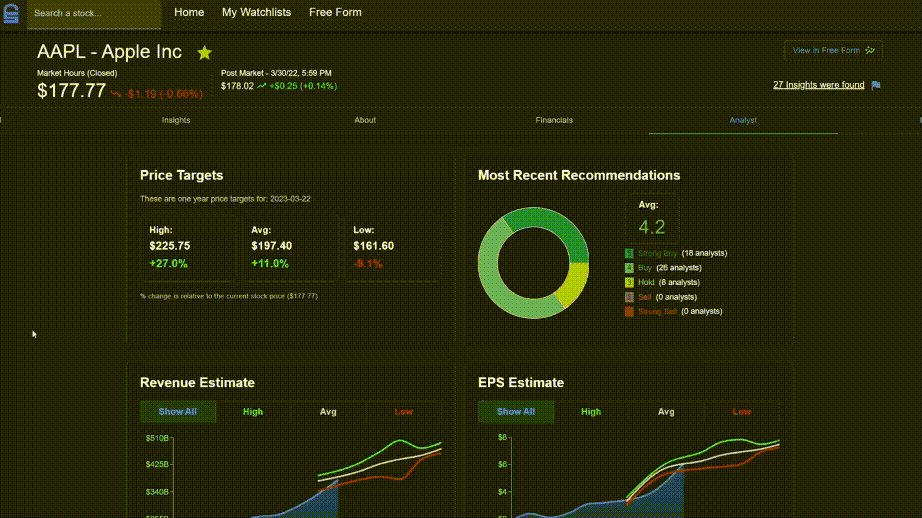 Search a stock...
Home
My Watchlists
Free Form
AAPL - Apple Inc
View in Free Form
Market Hours (Closed)
$177.77 -$1.19 (-0.66%)
Post Market - 3/30/22, 5:59 PM
$178.02 +$0.25 (+0.14%)
27 Insights were found
Insights
About
Financials
Analyst
Price Targets
These are one year price targets for: 2023-03-22
High:
$225.75
+27.0%
Avg:
$197.40
+11.0%
Low:
$161.60
-9.1%
% change is relative to the current stock price ($177.77)
Most Recent Recommendations
Avg:
4.2
5 Strong Buy (18 analysts)
4 Buy (26 analysts)
3 Hold (8 analysts)
2 Sell (0 analysts)
Strong Sell (0 analysts)
Revenue Estimate
Show All
High
Avg
Low
$510B
$425B
$340B
EPS Estimate
Show All
High
Avg
Low
$8
$6
$4